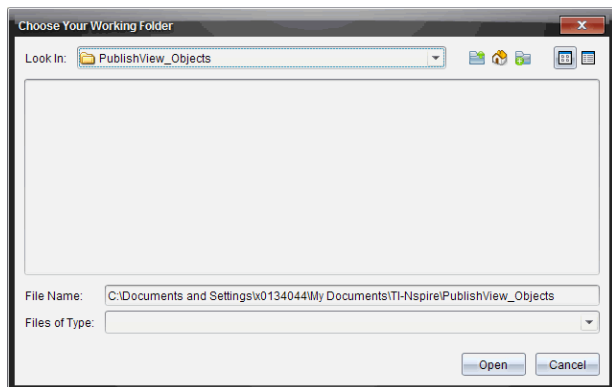 Choose Your Working Folder
Look In: PublishView_Objects
File Name: C:\Documents and Settings\x0134044\My Documents\TI-Nspire\PublishView_Objects
Files of Type:
Open Cancel